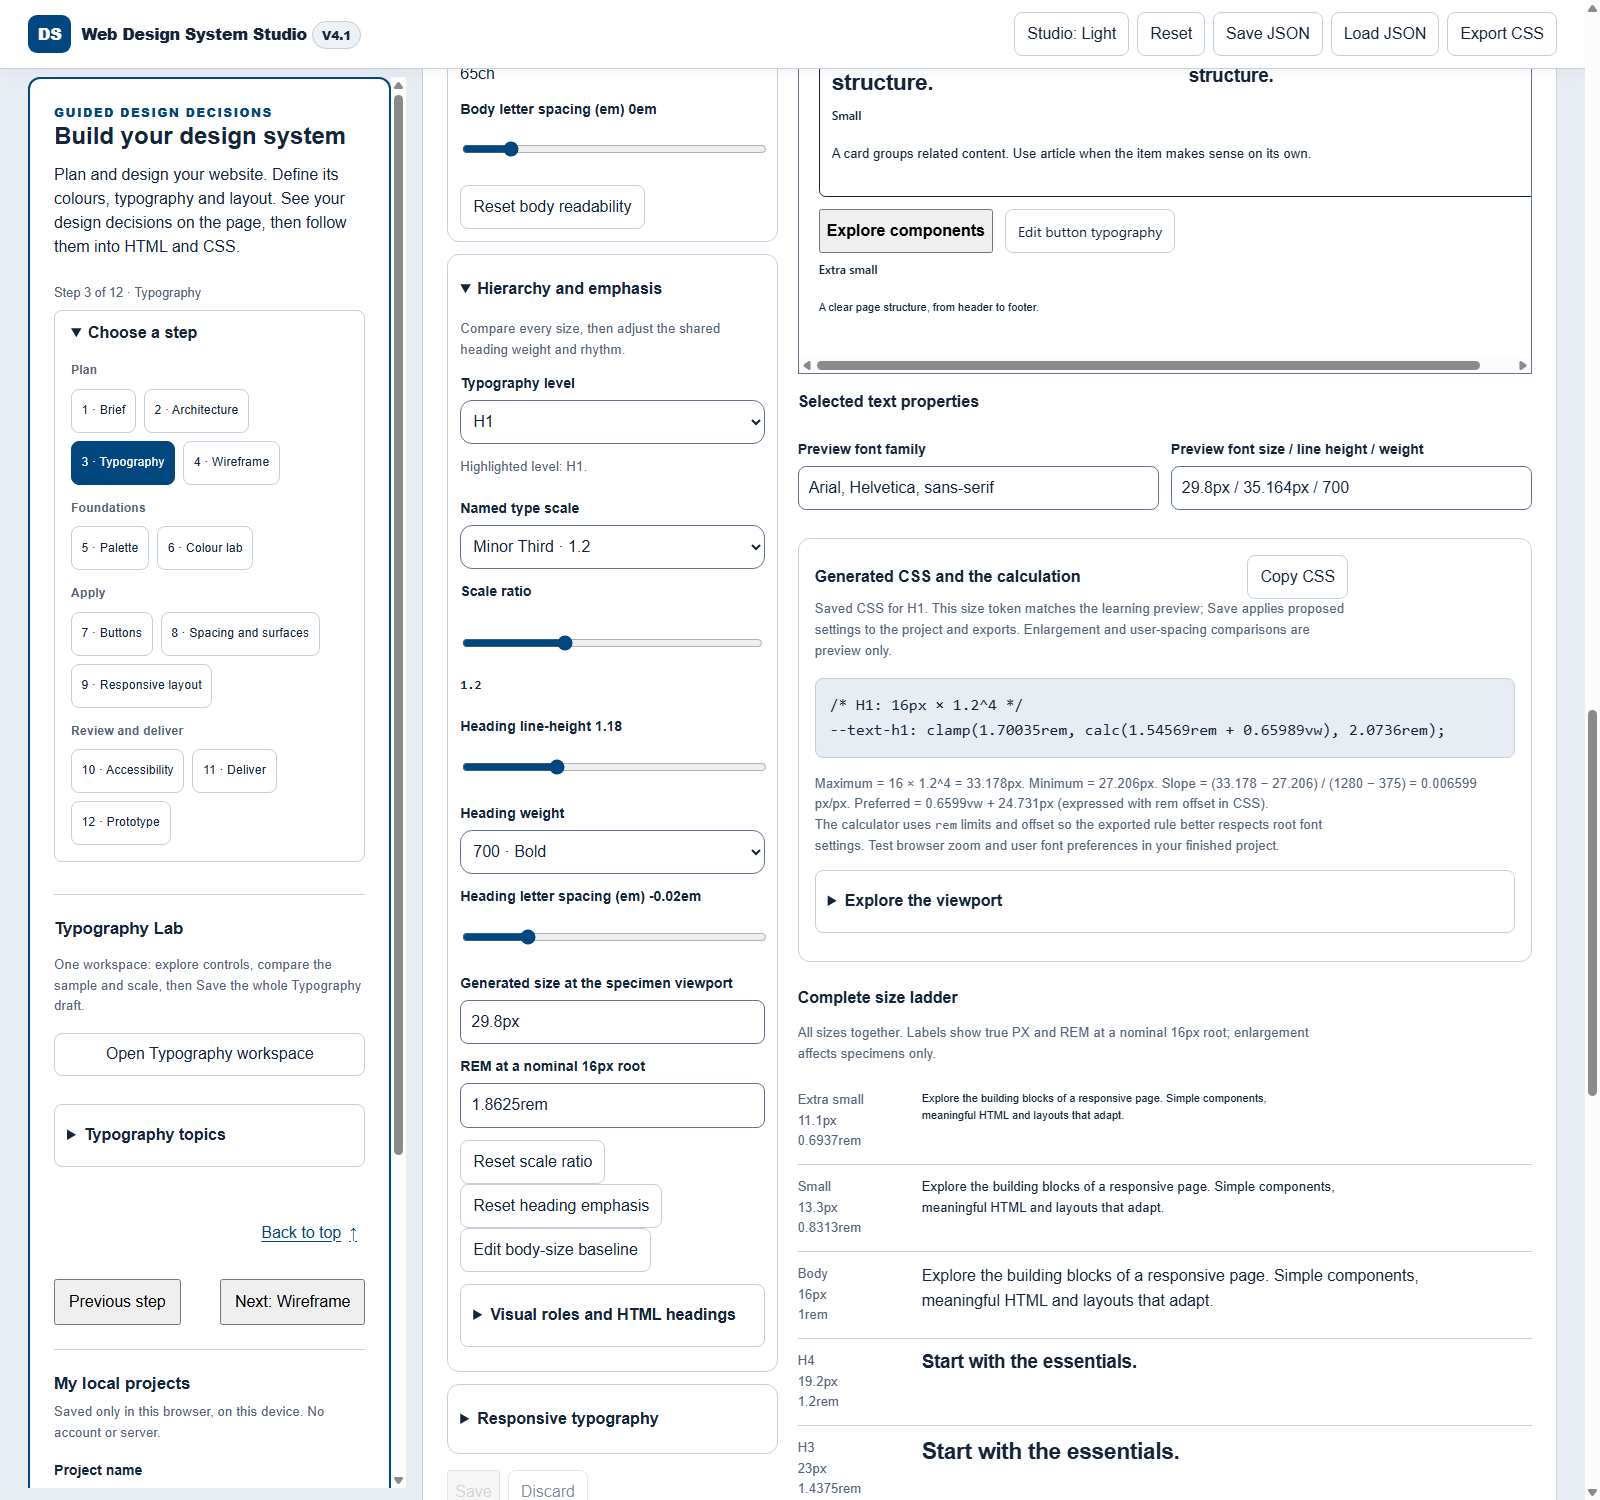 DS Web Design System Studio V4.1
Studio: Light
Reset
Save JSON
Load JSON
Export CSS
GUIDED DESIGN DECISIONS
Build your design system
Plan and design your website. Define its
colours, typography and layout. See your
design decisions on the page, then follow
them into HTML and CSS.
Step 3 of 12 · Typography
▼ Choose a step
Plan
1 · Brief
2 · Architecture
3 · Typography
4 · Wireframe
Foundations
5 · Palette
6 · Colour lab
Apply
7 · Buttons
8 · Spacing and surfaces
9 · Responsive layout
Review and deliver
10 · Accessibility
11 · Deliver
12 · Prototype
Typography Lab
One workspace: explore controls, compare the
sample and scale, then Save the whole Typography
draft.
Open Typography workspace
▶ Typography topics
Back to top ↑
Previous step
Next: Wireframe
My local projects
Saved only in this browser, on this device. No
account or server.
Project name
65ch
Body letter spacing (em) 0em
Reset body readability
▼ Hierarchy and emphasis
Compare every size, then adjust the shared
heading weight and rhythm.
Typography level
H1
Highlighted level: H1.
Named type scale
Minor Third · 1.2
Scale ratio
1.2
Heading line-height 1.18
Heading weight
700 · Bold
Heading letter spacing (em) -0.02em
Generated size at the specimen viewport
29.8px
REM at a nominal 16px root
1.8625rem
Reset scale ratio
Reset heading emphasis
Edit body-size baseline
▶ Visual roles and HTML headings
▶ Responsive typography
Save
Discard
structure.
structure.
Small
A card groups related content. Use article when the item makes sense on its own.
Explore components
Edit button typography
Extra small
A clear page structure, from header to footer.
Selected text properties
Preview font family
Arial, Helvetica, sans-serif
Preview font size / line height / weight
29.8px / 35.164px / 700
Generated CSS and the calculation
Copy CSS
Saved CSS for H1. This size token matches the learning preview; Save applies proposed
settings to the project and exports. Enlargement and user-spacing comparisons are
preview only.
/* H1: 16px × 1.2^4 */
--text-h1: clamp(1.70035rem, calc(1.54569rem + 0.65989vw), 2.0736rem);
Maximum = 16 × 1.2^4 = 33.178px. Minimum = 27.206px. Slope = (33.178 − 27.206) / (1280 − 375) = 0.006599
px/px. Preferred = 0.6599vw + 24.731px (expressed with rem offset in CSS).
The calculator uses rem limits and offset so the exported rule better respects root font
settings. Test browser zoom and user font preferences in your finished project.
▶ Explore the viewport
Complete size ladder
All sizes together. Labels show true PX and REM at a nominal 16px root; enlargement
affects specimens only.
Extra small
11.1px
0.6937rem
Explore the building blocks of a responsive page. Simple components,
meaningful HTML and layouts that adapt.
Small
13.3px
0.8313rem
Explore the building blocks of a responsive page. Simple components,
meaningful HTML and layouts that adapt.
Body
16px
1rem
Explore the building blocks of a responsive page. Simple components,
meaningful HTML and layouts that adapt.
H4
19.2px
1.2rem
Start with the essentials.
H3
23px
1.4375rem
Start with the essentials.